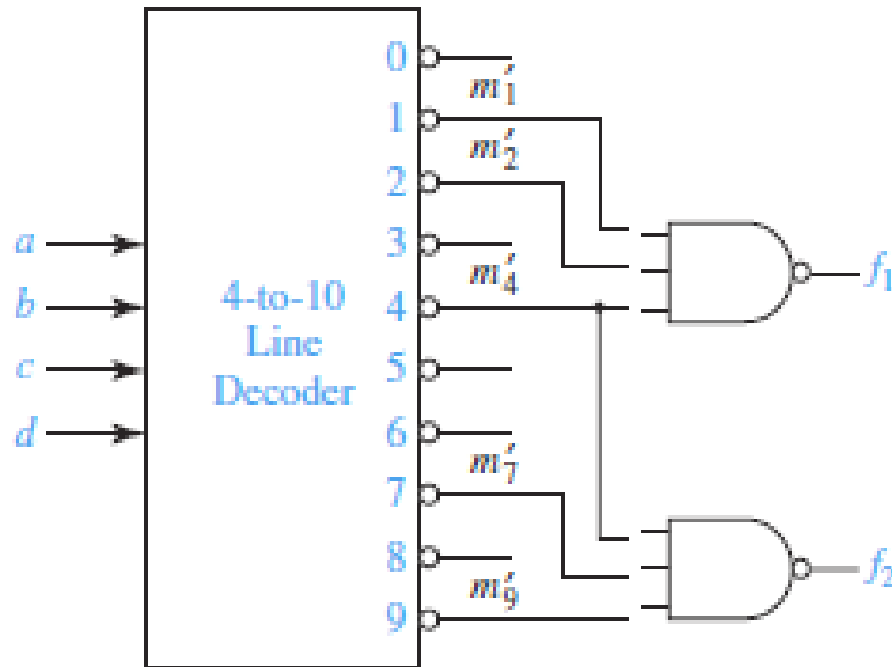 0
m′₁
1
m′₂
2
a
3
m′₄
f₁
b
4-to-10
4
Line
c
5
Decoder
d
6
m′₇
7
8
f₂
m′₉
9